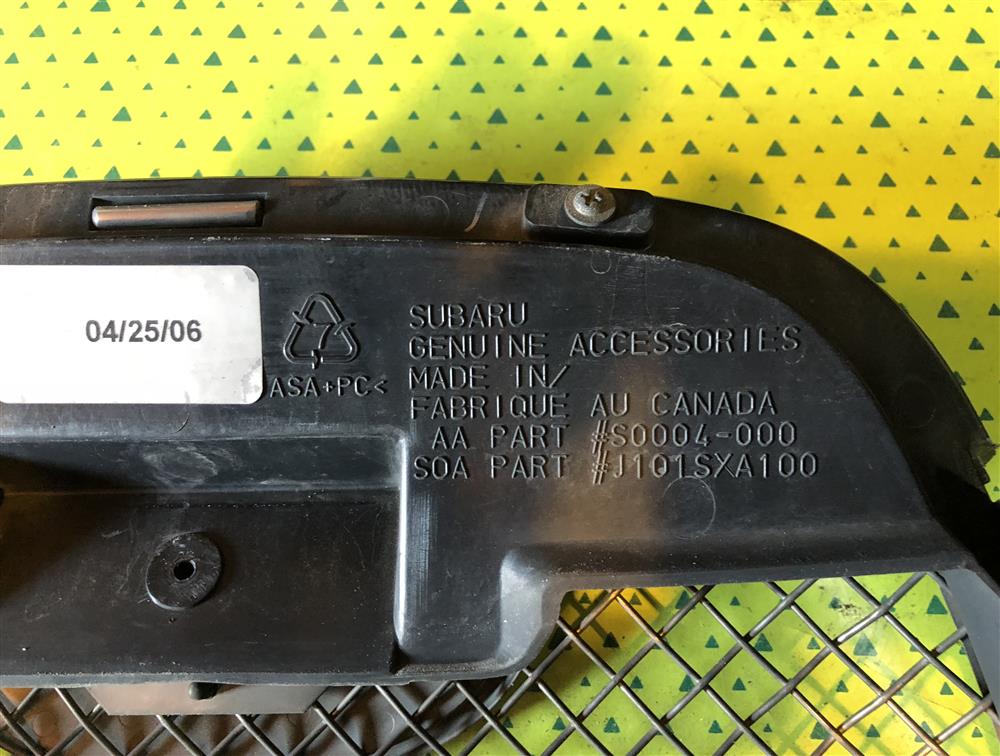 04/25/06
7
ASA+PC<
SUBARU
GENUINE ACCESSORIES
MADE IN/
FABRIQUE AU CANADA
AA PART #S0004-000
SOA PART #J101SXA100